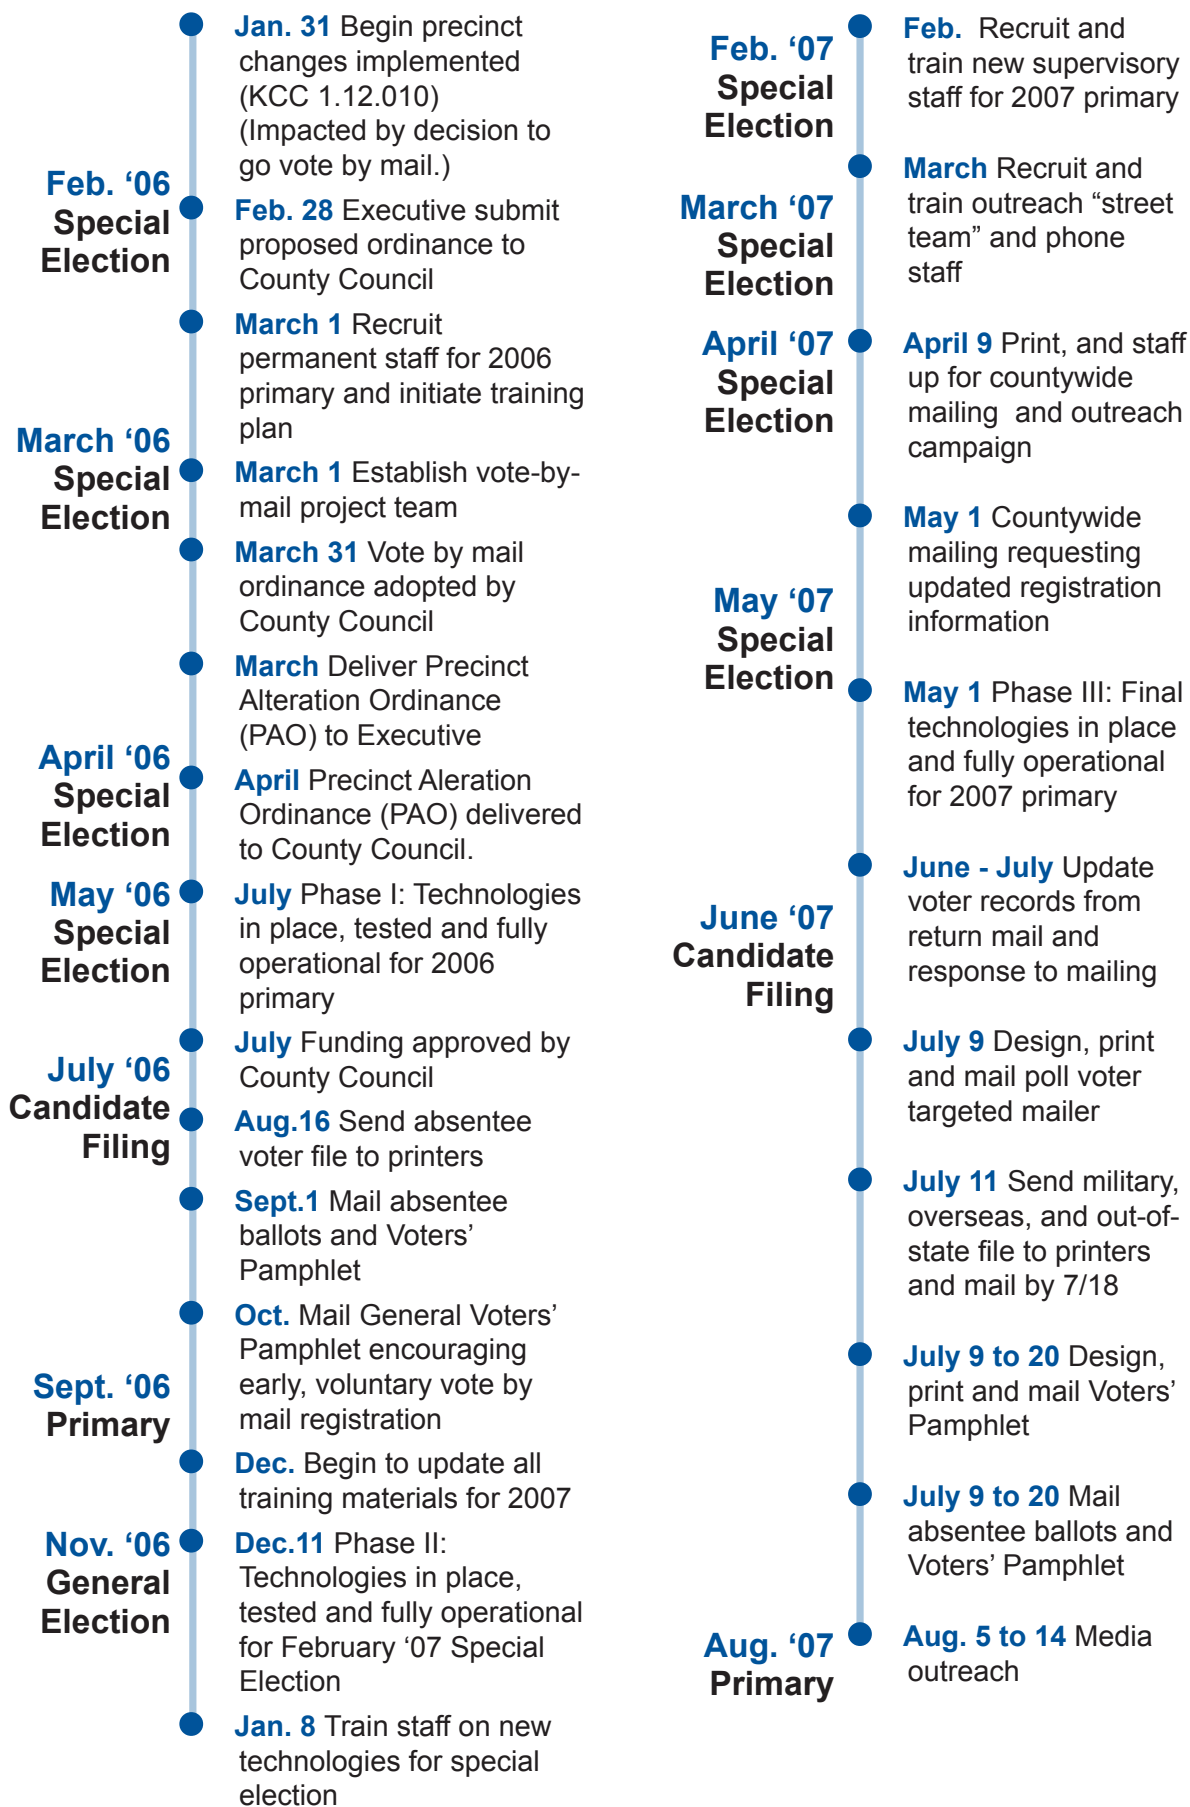 Jan. 31 Begin precinct
changes implemented
(KCC 1.12.010)
(Impacted by decision to
go vote by mail.)
Feb. ‘06
Special
Election
Feb. 28 Executive submit
proposed ordinance to
County Council
March 1 Recruit
permanent staff for 2006
primary and initiate training
plan
March ‘06
Special
Election
March 1 Establish vote-by-
mail project team
March 31 Vote by mail
ordinance adopted by
County Council
March Deliver Precinct
Alteration Ordinance
(PAO) to Executive
April ‘06
Special
Election
April Precinct Aleration
Ordinance (PAO) delivered
to County Council.
May ‘06
Special
Election
July Phase I: Technologies
in place, tested and fully
operational for 2006
primary
July Funding approved by
County Council
July ‘06
Candidate
Filing
Aug.16 Send absentee
voter file to printers
Sept.1 Mail absentee
ballots and Voters’
Pamphlet
Oct. Mail General Voters’
Pamphlet encouraging
early, voluntary vote by
mail registration
Sept. ‘06
Primary
Dec. Begin to update all
training materials for 2007
Nov. ‘06
General
Election
Dec.11 Phase II:
Technologies in place,
tested and fully operational
for February ‘07 Special
Election
Jan. 8 Train staff on new
technologies for special
election
Feb. ‘07
Special
Election
Feb. Recruit and
train new supervisory
staff for 2007 primary
March ‘07
Special
Election
March Recruit and
train outreach “street
team” and phone
staff
April ‘07
Special
Election
April 9 Print, and staff
up for countywide
mailing and outreach
campaign
May 1 Countywide
mailing requesting
updated registration
information
May ‘07
Special
Election
May 1 Phase III: Final
technologies in place
and fully operational
for 2007 primary
June - July Update
voter records from
return mail and
response to mailing
June ‘07
Candidate
Filing
July 9 Design, print
and mail poll voter
targeted mailer
July 11 Send military,
overseas, and out-of-
state file to printers
and mail by 7/18
July 9 to 20 Design,
print and mail Voters’
Pamphlet
July 9 to 20 Mail
absentee ballots and
Voters’ Pamphlet
Aug. ‘07
Primary
Aug. 5 to 14 Media
outreach